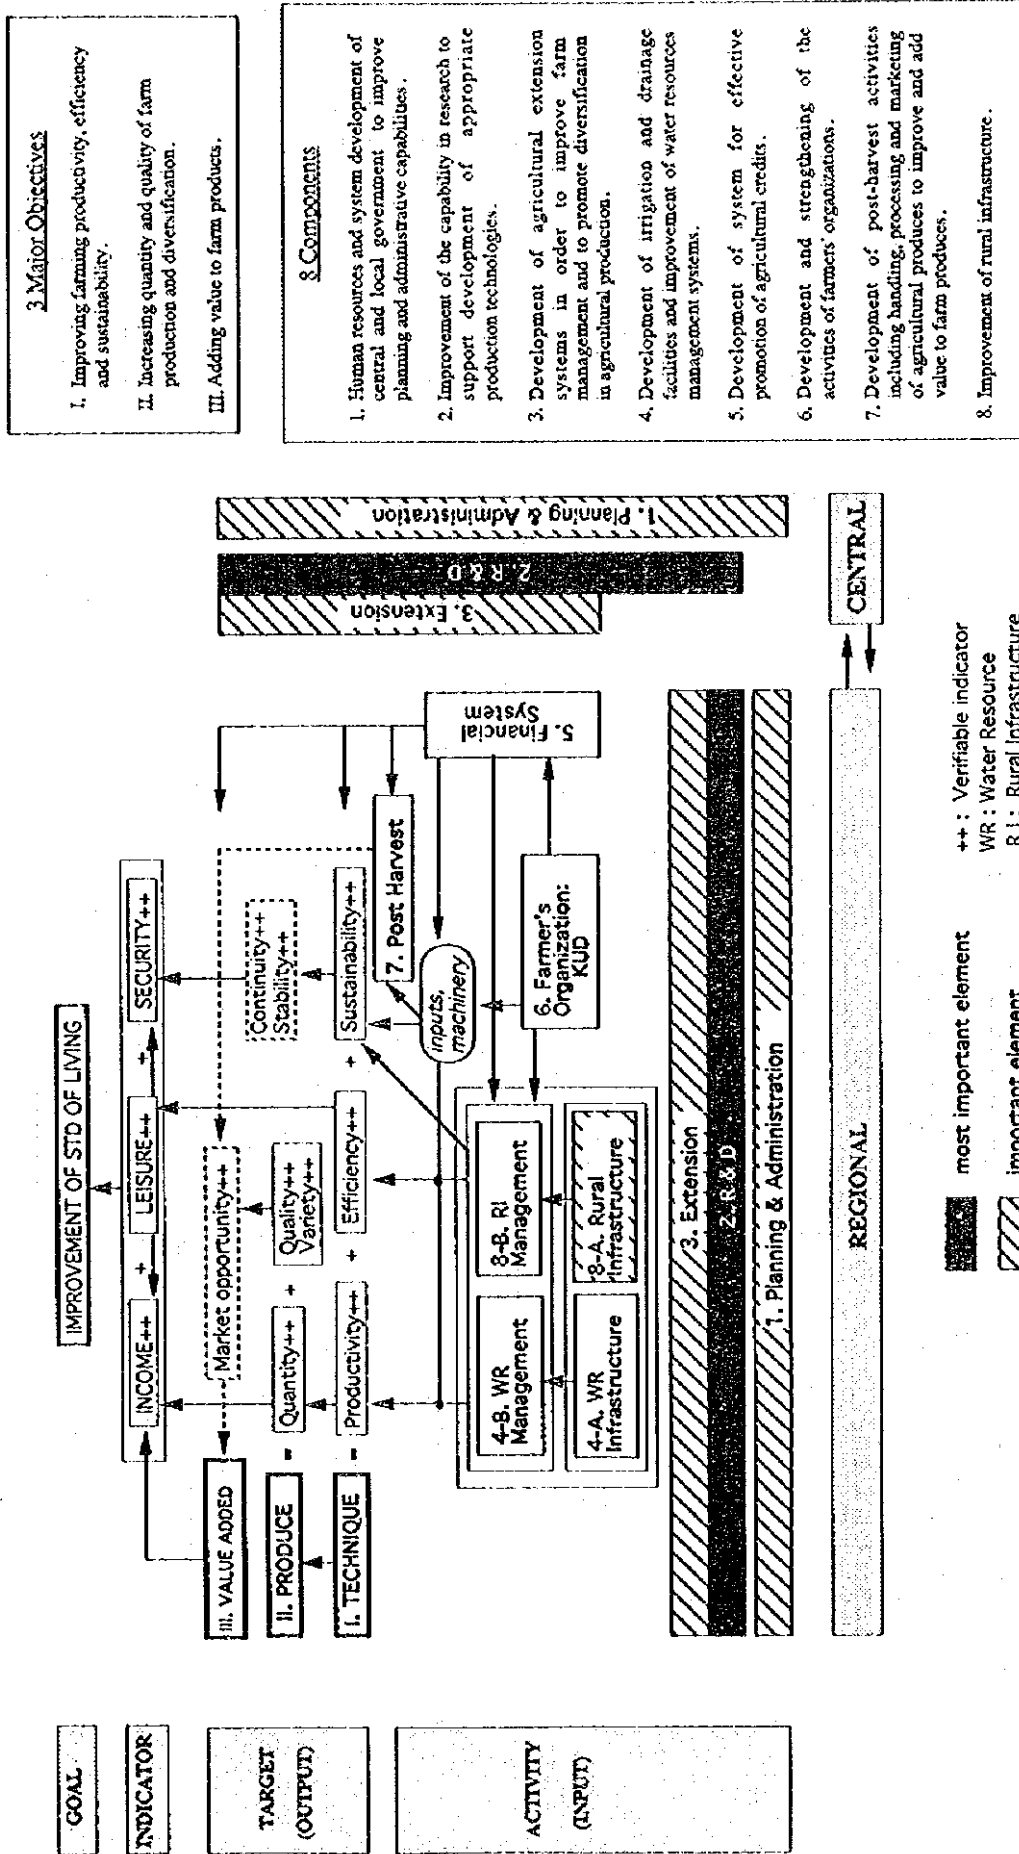 GOAL
INDICATOR
TARGET
(OUTPUT)
ACTIVITY
(INPUT)
IMPROVEMENT OF STD OF LIVING
INCOME++ + LEISURE++ + SECURITY++
III. VALUE ADDED
Market opportunity++
II. PRODUCE = Quantity++ + Quality++
Variety++
Continuity++
Stability++
I. TECHNIQUE = Productivity++ + Efficiency++ + Sustainability++
7. Post Harvest
inputs,
machinery
5. Financial
System
4-B. WR
Management
8-B. RI
Management
6. Farmer's
Organization:
KUD
4-A. WR
Infrastructure
8-A. Rural
Infrastructure
3. Extension
2. R & D
1. Planning & Administration
3. Extension
2. R & D
1. Planning & Administration
REGIONAL
CENTRAL
most important element
important element
++ : Verifiable indicator
WR : Water Resource
R I : Rural Infrastructure
3 Major Objectives
I. Improving farming productivity, efficiency
and sustainability.
II. Increasing quantity and quality of farm
production and diversification.
III. Adding value to farm products.
8 Components
1. Human resources and system development of
central and local government to improve
planning and administrative capabilities.
2. Improvement of the capability in research to
support development of appropriate
production technologies.
3. Development of agricultural extension
systems in order to improve farm
management and to promote diversification
in agricultural production.
4. Development of irrigation and drainage
facilities and improvement of water resources
management systems.
5. Development of system for effective
promotion of agricultural credits.
6. Development and strengthening of the
activities of farmers' organizations.
7. Development of post-harvest activities
including handling, processing and marketing
of agricultural produces to improve and add
value to farm produces.
8. Improvement of rural infrastructure.